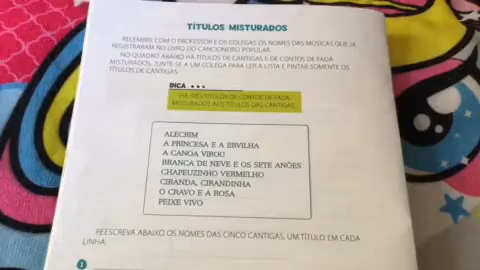 TÍTULOS MISTURADOS
RELEMBRE COM O PROFESSOR E OS COLEGAS OS NOMES DAS MÚSICAS QUE JÁ
REGISTRARAM NO LIVRO DO CANCIONEIRO POPULAR.
NO QUADRO ABAIXO HÁ TÍTULOS DE CANTIGAS E DE CONTOS DE FADA
MISTURADOS. JUNTE-SE A UM COLEGA PARA LER A LISTA E PINTAR SOMENTE OS
TÍTULOS DE CANTIGAS.
DICA • • •
HÁ TRÊS TÍTULOS DE CONTOS DE FADA
MISTURADOS AOS TÍTULOS DAS CANTIGAS.
ALECRIM
A PRINCESA E A ERVILHA
A CANOA VIROU
BRANCA DE NEVE E OS SETE ANÕES
CHAPEUZINHO VERMELHO
CIRANDA, CIRANDINHA
O CRAVO E A ROSA
PEIXE VIVO
REESCREVA ABAIXO OS NOMES DAS CINCO CANTIGAS, UM TÍTULO EM CADA
LINHA.
1